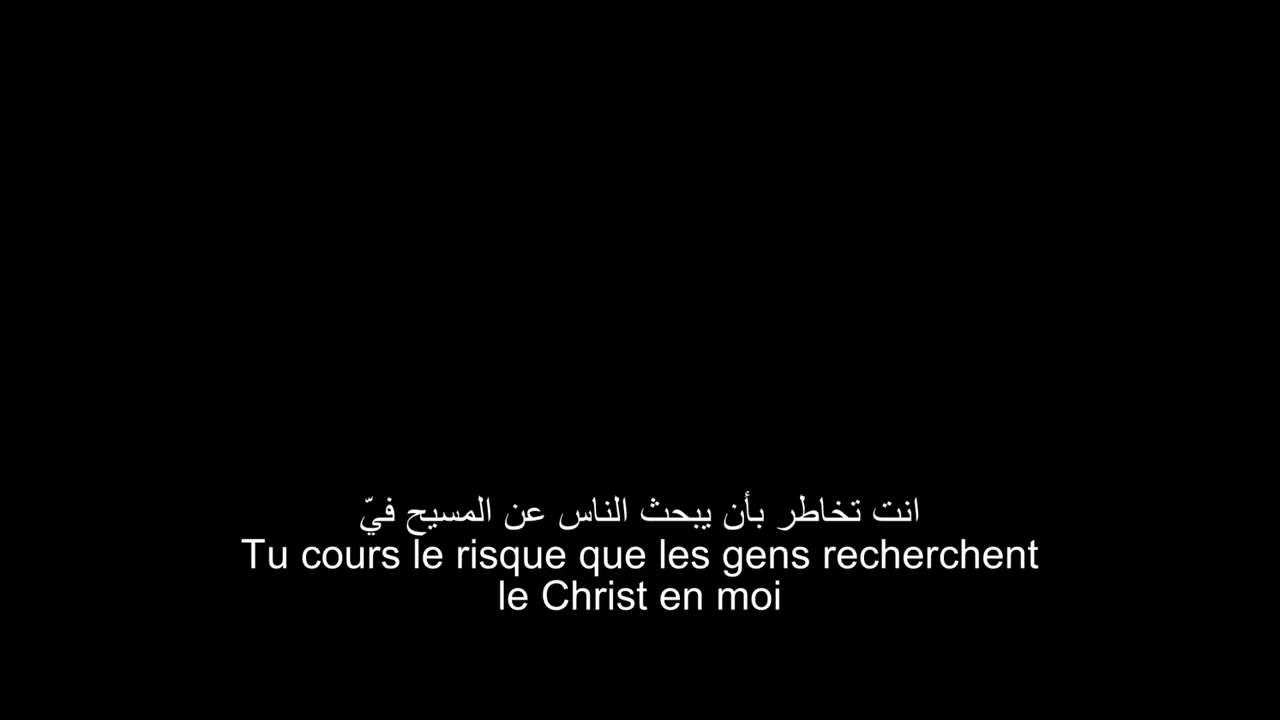 انت تخاطر بأن يبحث الناس عن المسيح فيّ
Tu cours le risque que les gens recherchent
le Christ en moi